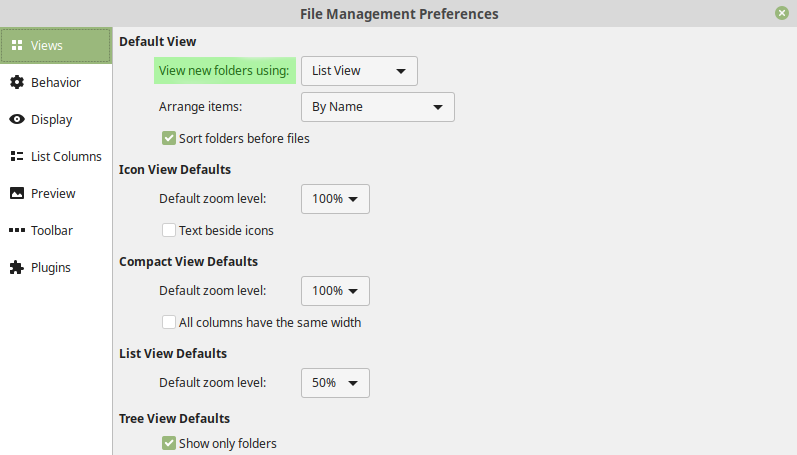 File Management Preferences
Views
Behavior
Display
List Columns
Preview
Toolbar
Plugins
Default View
View new folders using: List View
Arrange items: By Name
Sort folders before files
Icon View Defaults
Default zoom level: 100%
Text beside icons
Compact View Defaults
Default zoom level: 100%
All columns have the same width
List View Defaults
Default zoom level: 50%
Tree View Defaults
Show only folders